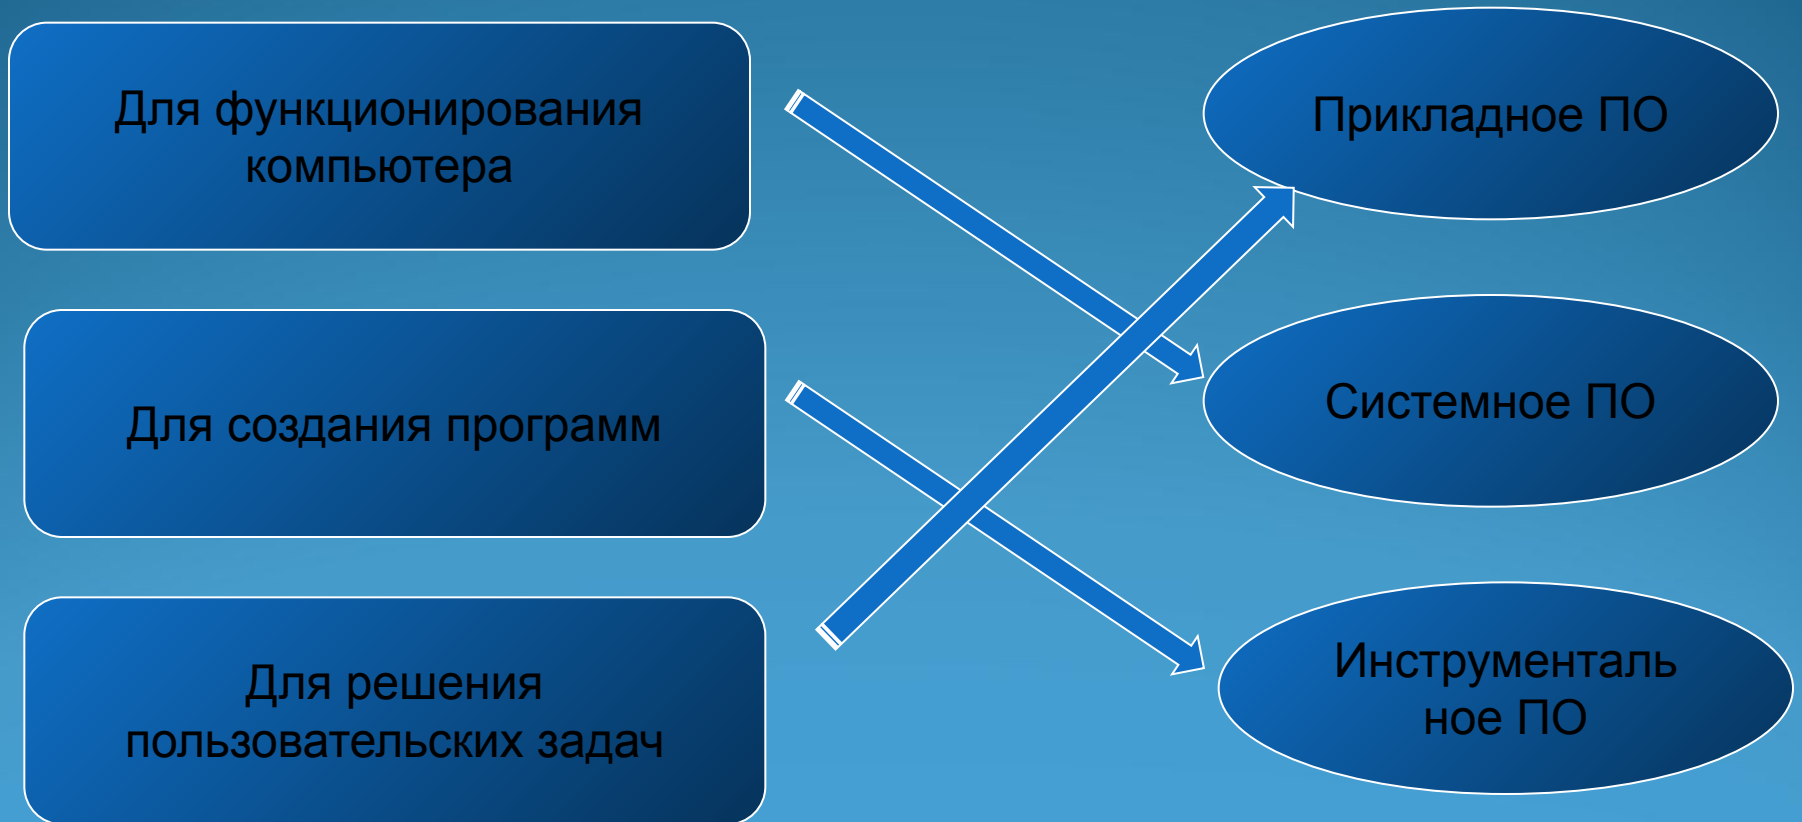 Для функционирования
компьютера
Прикладное ПО
Для создания программ
Системное ПО
Для решения
пользовательских задач
Инструменталь
ное ПО